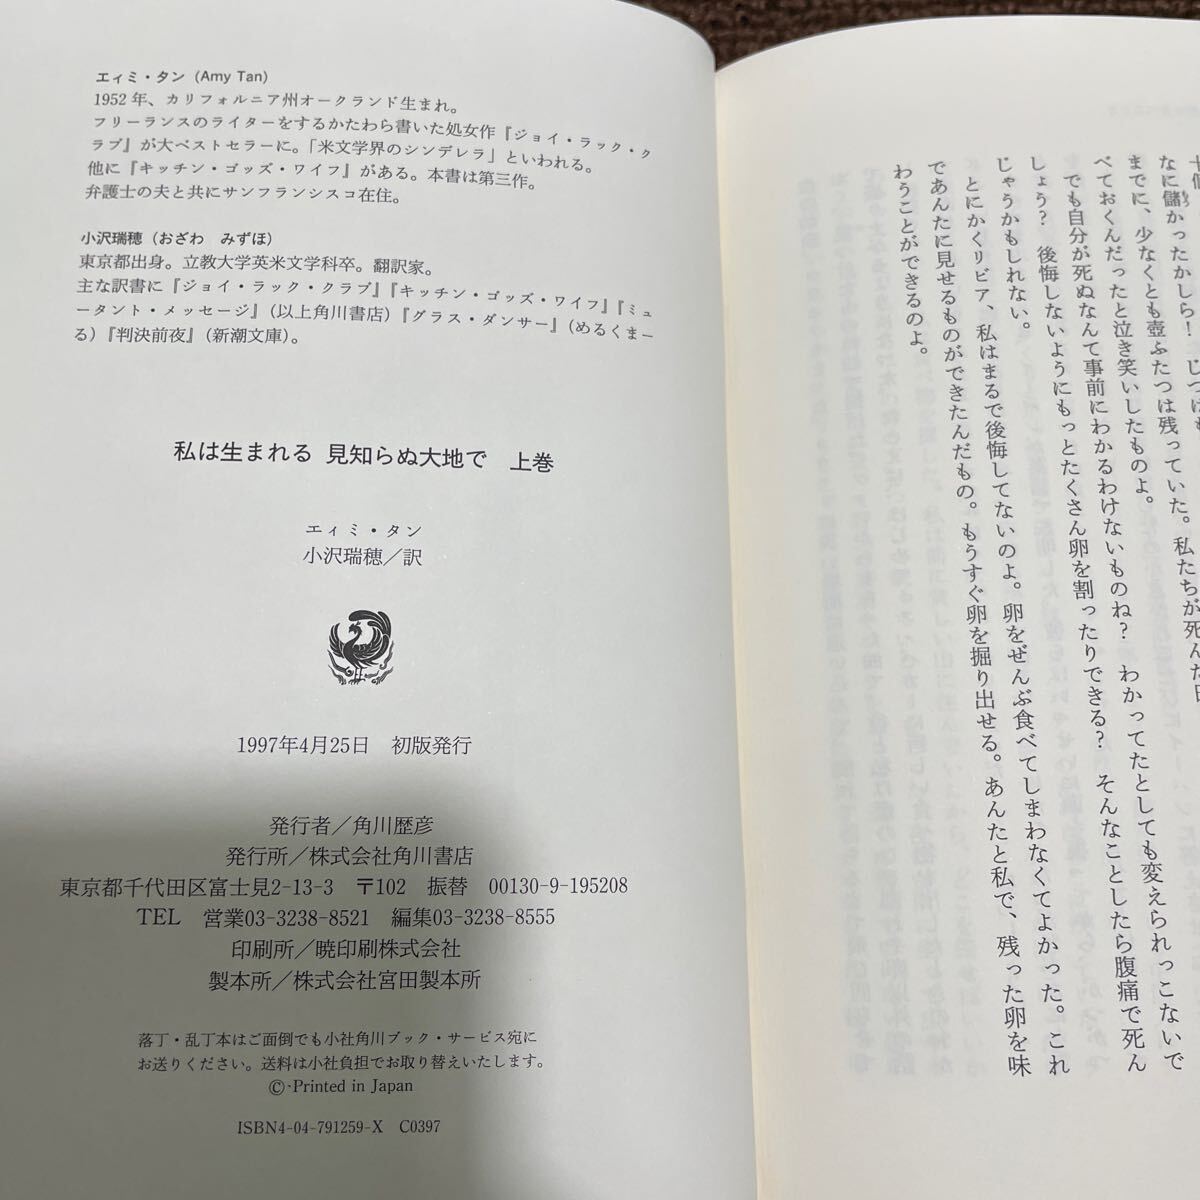 エィミ・タン (Amy Tan)
1952年、カリフォルニア州オークランド生まれ。
フリーランスのライターをするかたわら書いた処女作『ジョイ・ラック・ク
ラブ』が大ベストセラーに。「米文学界のシンデレラ」といわれる。
他に『キッチン・ゴッズ・ワイフ』がある。本書は第三作。
弁護士の夫と共にサンフランシスコ在住。
小沢瑞穂（おざわ　みずほ）
東京都出身。立教大学英米文学科卒。翻訳家。
主な訳書に『ジョイ・ラック・クラブ』『キッチン・ゴッズ・ワイフ』『ミュ
ータント・メッセージ』（以上角川書店）『グラス・ダンサー』（めるくまー
る）『判決前夜』（新潮文庫）。
私は生まれる 見知らぬ大地で　上巻
エィミ・タン
小沢瑞穂／訳
1997年4月25日　初版発行
発行者／角川歴彦
発行所／株式会社角川書店
東京都千代田区富士見2-13-3　〒102　振替　00130-9-195208
TEL　営業03-3238-8521　編集03-3238-8555
印刷所／暁印刷株式会社
製本所／株式会社宮田製本所
落丁・乱丁本はご面倒でも小社角川ブック・サービス宛に
お送りください。送料は小社負担でお取り替えいたします。
©Printed in Japan
ISBN4-04-791259-X　C0397
なに儲かったかしら！　じつは
壺ふたつは残っていた。私たちが死んだ日
までに、少なくとも
べておくんだったと泣き笑いしたものよ。
でも自分が死ぬなんて事前にわかるわけないものね？　わかってたとしても変えられっこないで
しょう？　後悔しないようにもっとたくさん卵を割ったりできる？　そんなことしたら腹痛で死ん
じゃうかもしれない。
とにかくリビア、私はまるで後悔してないのよ。卵をぜんぶ食べてしまわなくてよかった。これ
であんたに見せるものができたんだもの。もうすぐ卵を掘り出せる。あんたと私で、残った卵を味
わうことができるのよ。